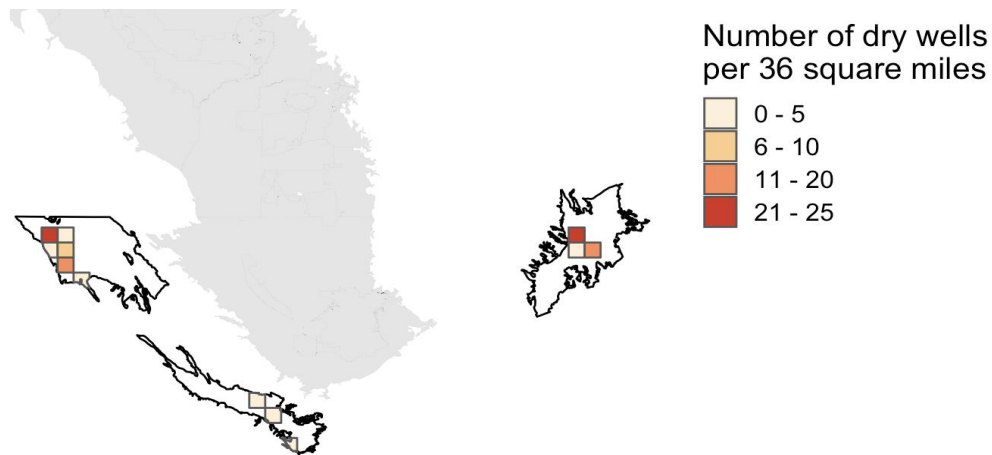 Number of dry wells
per 36 square miles
0 - 5
6 - 10
11 - 20
21 - 25